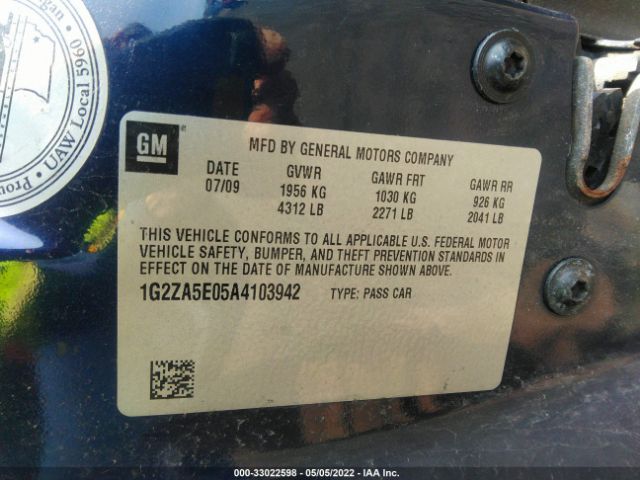 Proud
igan
UAW Local 5960
GM
MFD BY GENERAL MOTORS COMPANY
DATE GVWR GAWR FRT GAWR RR
07/09 1956 KG 1030 KG 926 KG
4312 LB 2271 LB 2041 LB
THIS VEHICLE CONFORMS TO ALL APPLICABLE U.S. FEDERAL MOTOR
VEHICLE SAFETY, BUMPER, AND THEFT PREVENTION STANDARDS IN
EFFECT ON THE DATE OF MANUFACTURE SHOWN ABOVE.
1G2ZA5E05A4103942 TYPE: PASS CAR
000-33022598 - 05/05/2022 - IAA Inc.